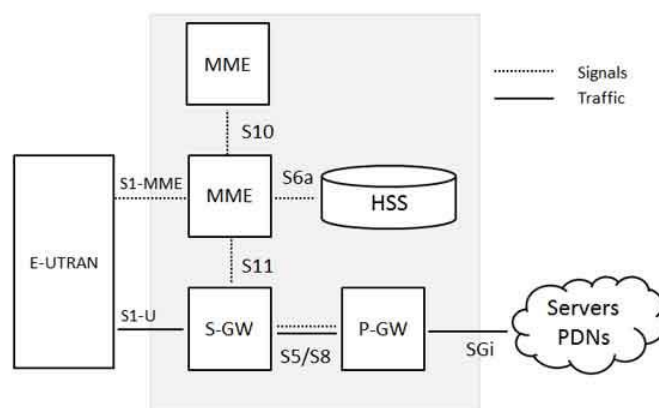 MME
Signals
Traffic
S10
S1-MME
MME
S6a
HSS
E-UTRAN
S11
S1-U
S-GW
S5/S8
P-GW
SGi
Servers
PDNs